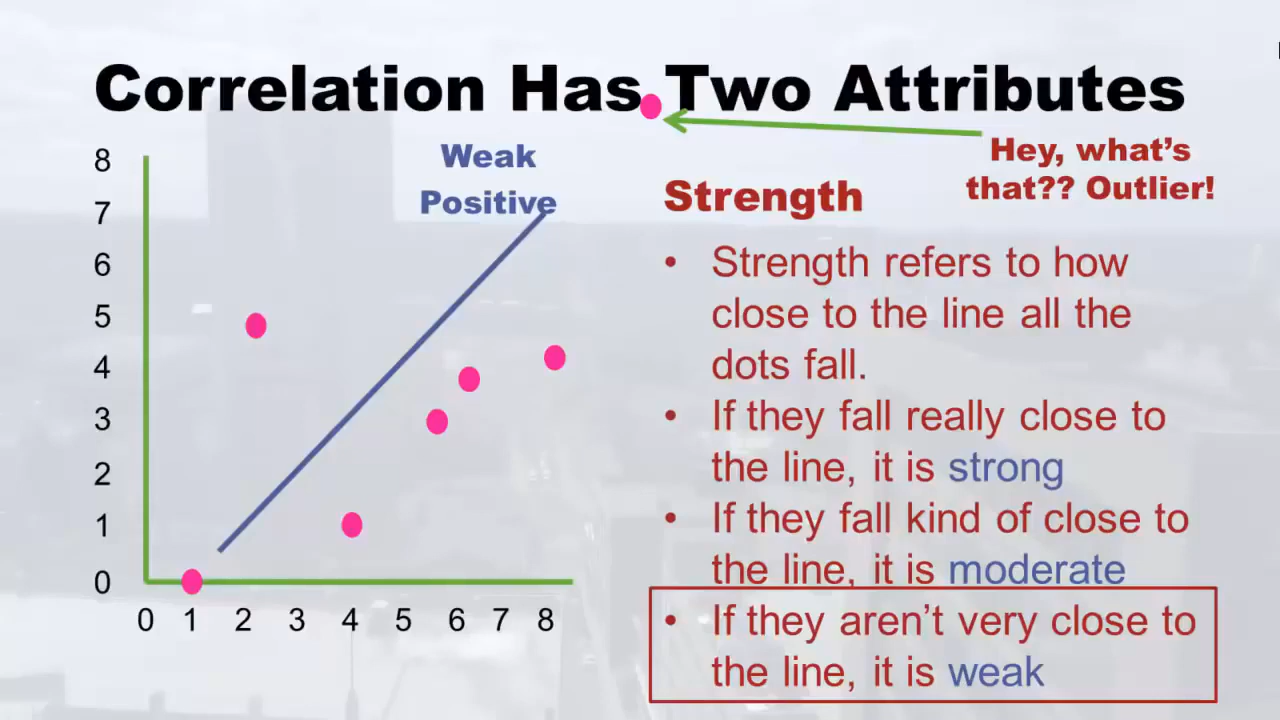 Correlation Has Two Attributes
Weak
Positive
Hey, what's
that?? Outlier!
8
7
6
5
4
3
2
1
0
0 1 2 3 4 5 6 7 8
Strength
• Strength refers to how
close to the line all the
dots fall.
• If they fall really close to
the line, it is strong
• If they fall kind of close to
the line, it is moderate
• If they aren't very close to
the line, it is weak